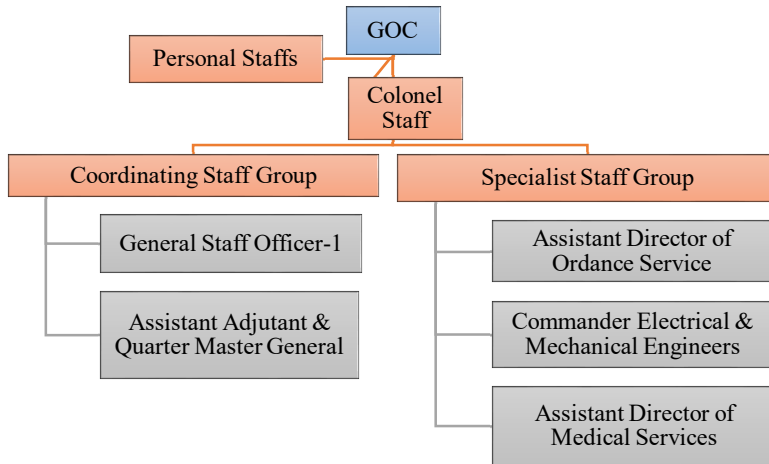 GOC
Personal Staffs
Colonel
Staff
Coordinating Staff Group
Specialist Staff Group
General Staff Officer-1
Assistant Adjutant &
Quarter Master General
Assistant Director of
Ordance Service
Commander Electrical &
Mechanical Engineers
Assistant Director of
Medical Services